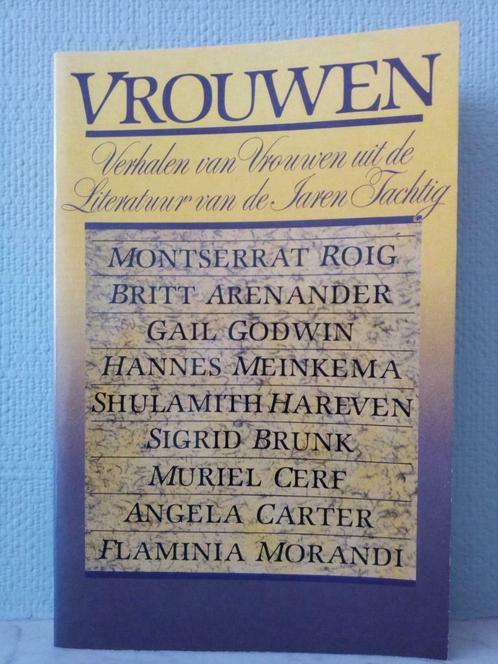 VROUWEN
Verhalen van Vrouwen uit de
Literatuur van de Jaren Tachtig
MONTSERRAT ROIG
BRITT ARENANDER
GAIL GODWIN
HANNES MEINKEMA
SHULAMITH HAREVEN
SIGRID BRUNK
MURIEL CERF
ANGELA CARTER
FLAMINIA MORANDI